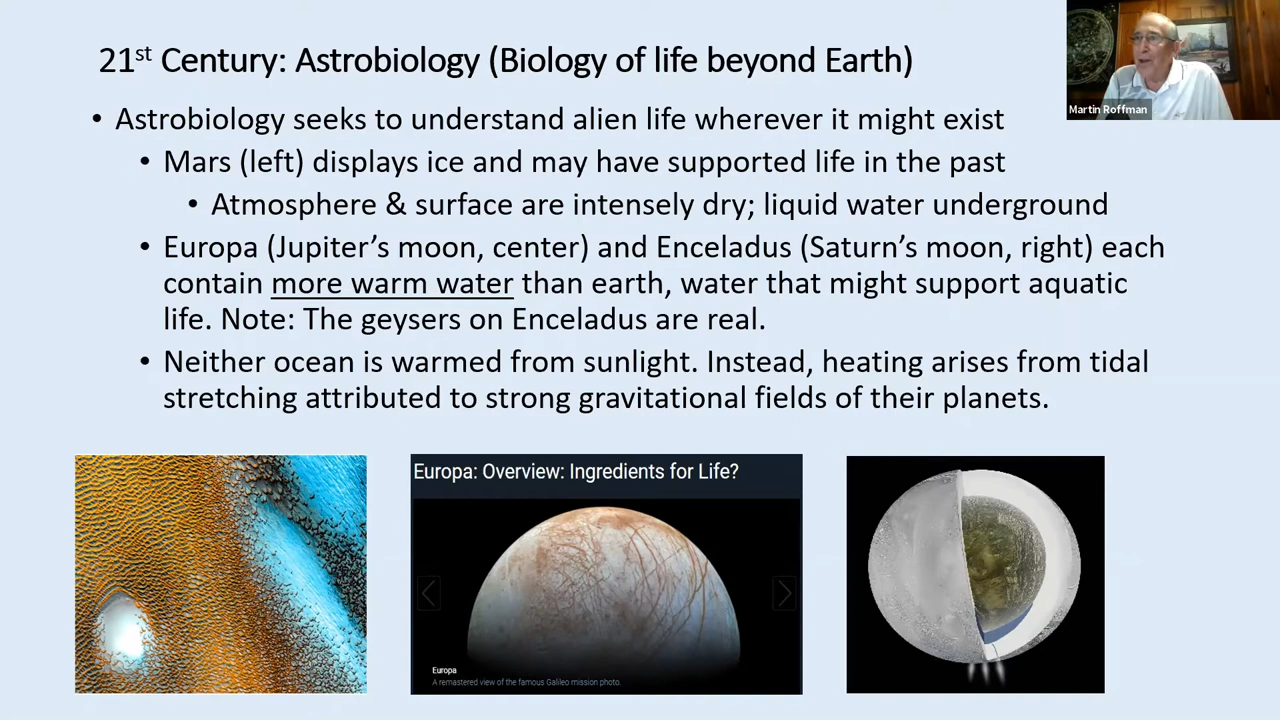 21st Century: Astrobiology (Biology of life beyond Earth)
Martin Roffman
• Astrobiology seeks to understand alien life wherever it might exist
• Mars (left) displays ice and may have supported life in the past
• Atmosphere & surface are intensely dry; liquid water underground
• Europa (Jupiter’s moon, center) and Enceladus (Saturn’s moon, right) each
contain more warm water than earth, water that might support aquatic
life. Note: The geysers on Enceladus are real.
• Neither ocean is warmed from sunlight. Instead, heating arises from tidal
stretching attributed to strong gravitational fields of their planets.
Europa: Overview: Ingredients for Life?
Europa
A remastered view of the famous Galileo mission photo.